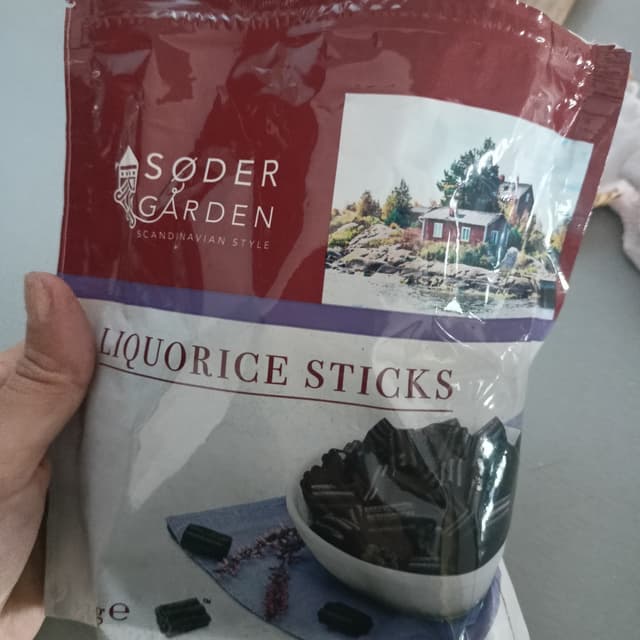 SØDER
GÅRDEN
SCANDINAVIAN STYLE
LIQUORICE STICKS
g℮